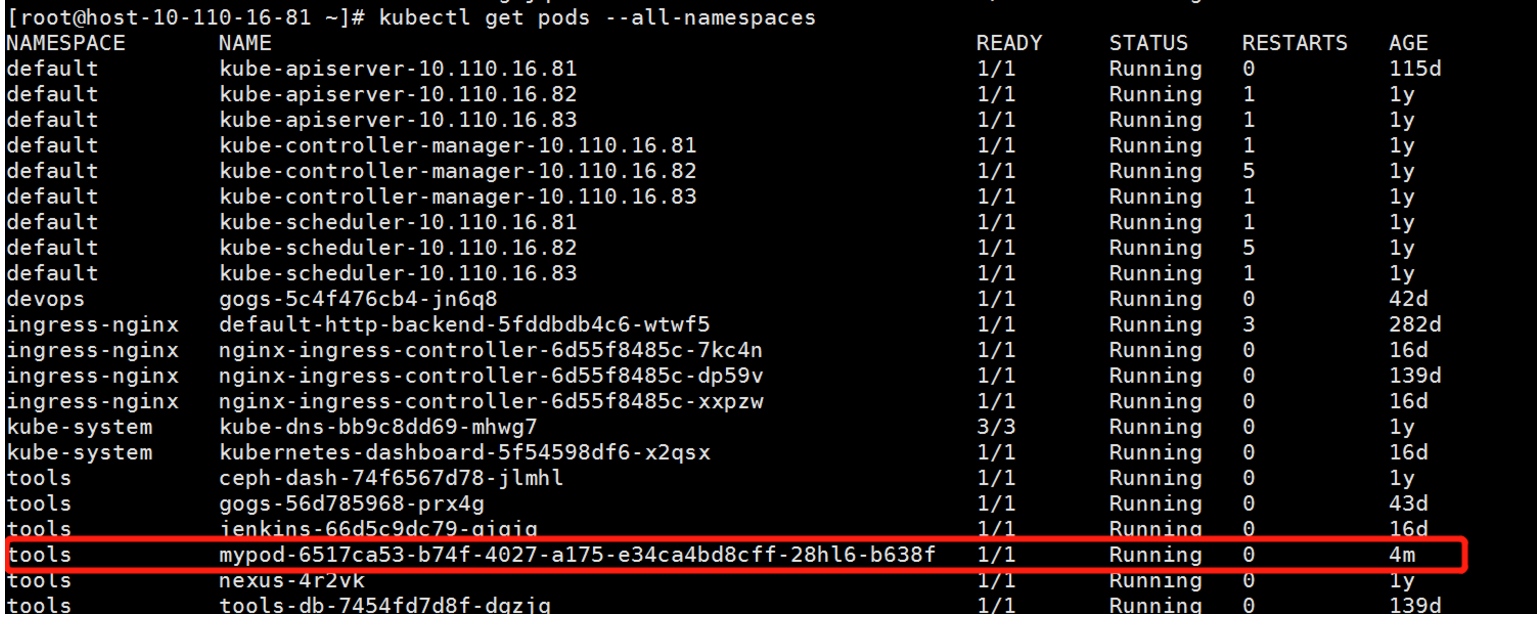 [root@host-10-110-16-81 ~]# kubectl get pods --all-namespaces
NAMESPACE NAME READY STATUS RESTARTS AGE
default kube-apiserver-10.110.16.81 1/1 Running 0 115d
default kube-apiserver-10.110.16.82 1/1 Running 1 1y
default kube-apiserver-10.110.16.83 1/1 Running 1 1y
default kube-controller-manager-10.110.16.81 1/1 Running 1 1y
default kube-controller-manager-10.110.16.82 1/1 Running 5 1y
default kube-controller-manager-10.110.16.83 1/1 Running 1 1y
default kube-scheduler-10.110.16.81 1/1 Running 1 1y
default kube-scheduler-10.110.16.82 1/1 Running 5 1y
default kube-scheduler-10.110.16.83 1/1 Running 1 1y
devops gogs-5c4f476cb4-jn6q8 1/1 Running 0 42d
ingress-nginx default-http-backend-5fddbdb4c6-wtwf5 1/1 Running 3 282d
ingress-nginx nginx-ingress-controller-6d55f8485c-7kc4n 1/1 Running 0 16d
ingress-nginx nginx-ingress-controller-6d55f8485c-dp59v 1/1 Running 0 139d
ingress-nginx nginx-ingress-controller-6d55f8485c-xxpzw 1/1 Running 0 16d
kube-system kube-dns-bb9c8dd69-mhwg7 3/3 Running 0 1y
kube-system kubernetes-dashboard-5f54598df6-x2qsx 1/1 Running 0 16d
tools ceph-dash-74f6567d78-jlmhl 1/1 Running 0 1y
tools gogs-56d785968-prx4g 1/1 Running 0 43d
tools 1/1 Running 0 16d
tools mypod-6517ca53-b74f-4027-a175-e34ca4bd8cff-28hl6-b638f 1/1 Running 0 4m
tools nexus-4r2vk 1/1 Running 0 1y
tools 1/1 Running 0 139d